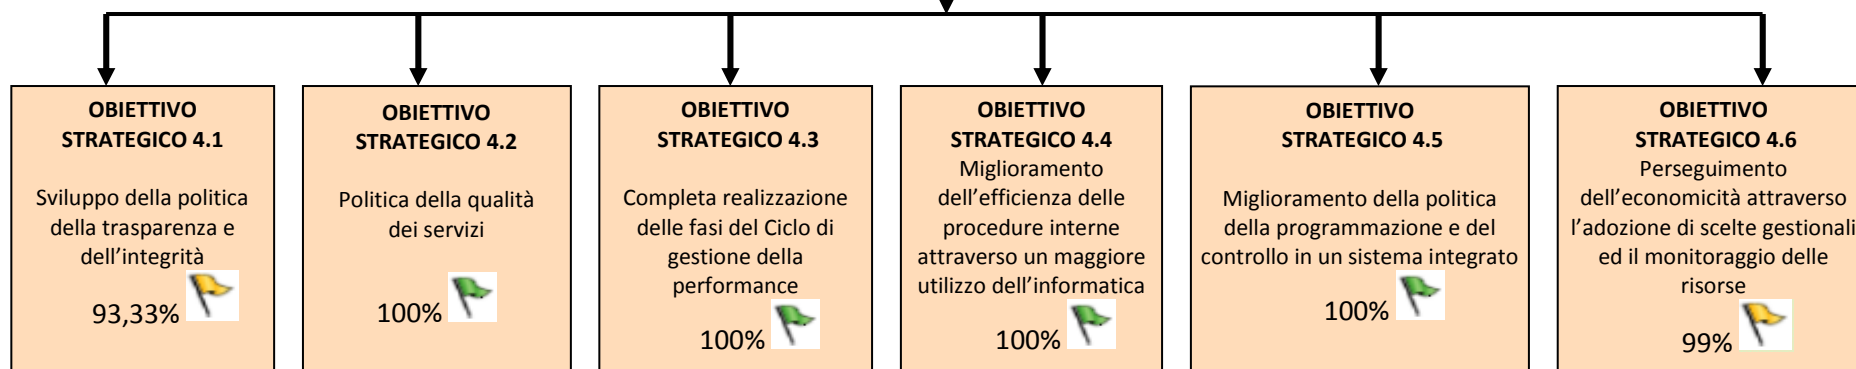 OBIETTIVO
STRATEGICO 4.1
Sviluppo della politica
della trasparenza e
dell’integrità
93,33%
OBIETTIVO
STRATEGICO 4.2
Politica della qualità
dei servizi
100%
OBIETTIVO
STRATEGICO 4.3
Completa realizzazione
delle fasi del Ciclo di
gestione della
performance
100%
OBIETTIVO
STRATEGICO 4.4
Miglioramento
dell’efficienza delle
procedure interne
attraverso un maggiore
utilizzo dell’informatica
100%
OBIETTIVO
STRATEGICO 4.5
Miglioramento della politica
della programmazione e del
controllo in un sistema integrato
100%
OBIETTIVO
STRATEGICO 4.6
Perseguimento
dell’economicità attraverso
l’adozione di scelte gestionali
ed il monitoraggio delle
risorse
99%